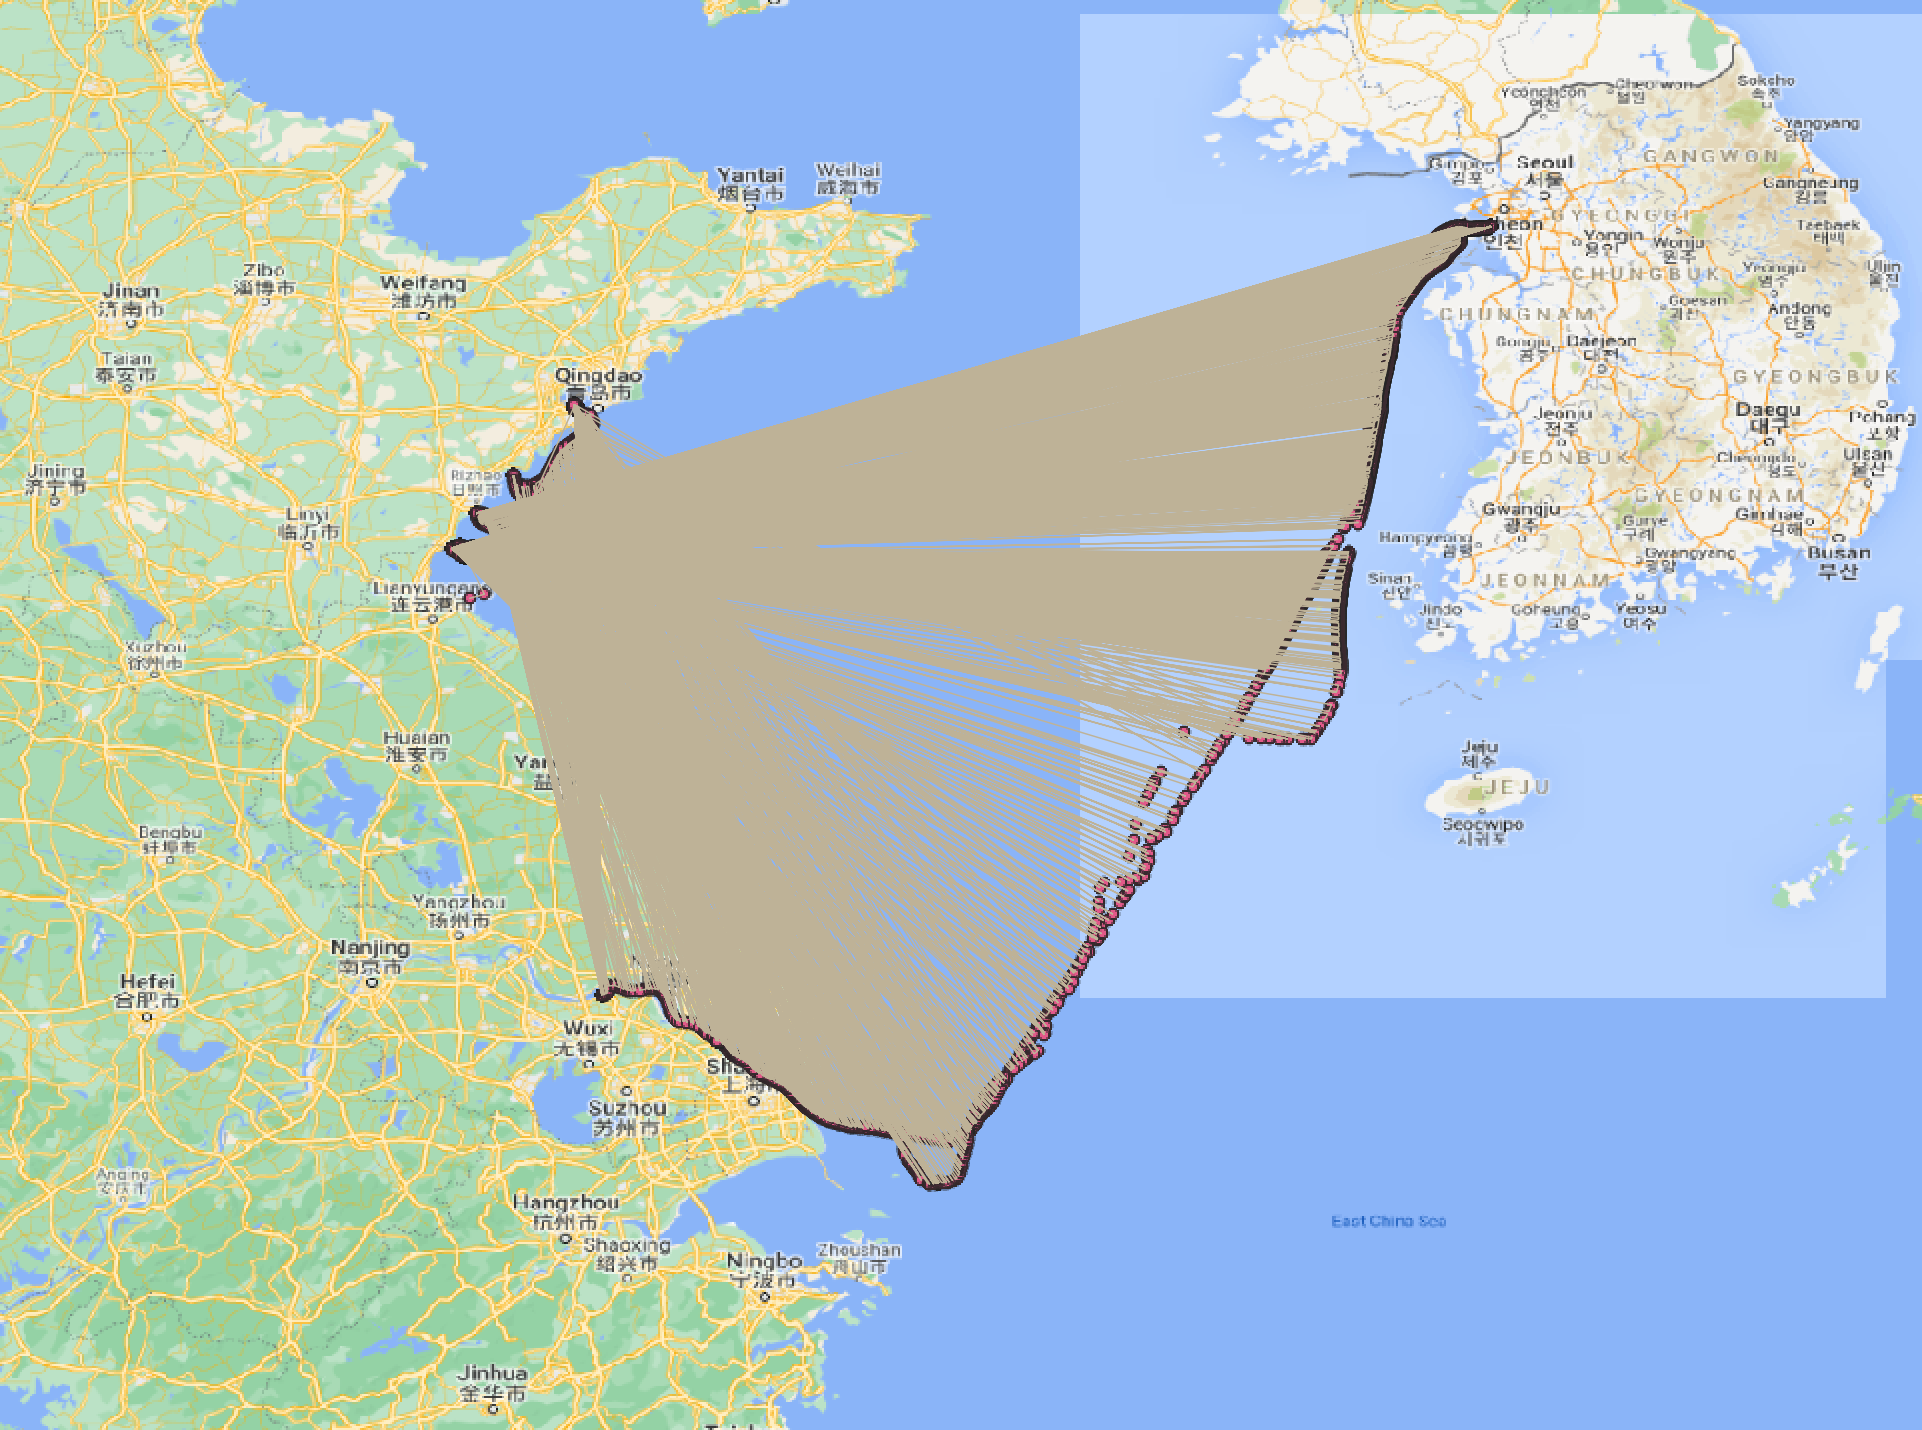 Yeoncheon
연천
Cheorwon
철원
Sokcho
속초
Yangyang
양양
GANGWON
Gimpo
김포
Seoul
서울
Yantai
烟台市
Weihai
威海市
Gangneung
강릉
GYEONGGI
Taebaek
태백
heon
인천
Yongin
용인
Wonju
원주
Zibo
淄博市
Weifang
潍坊市
CHUNGBUK
Yeongju
영주
Uljin
울진
Jinan
济南市
Goesan
괴산
CHUNGNAM
Andong
안동
Gongju
공주
Daejeon
대전
Taian
泰安市
Qingdao
青岛市
GYEONGBUK
Daegu
대구
Jeonju
전주
Pohang
포항
JEONBUK
Cheongdo
청도
Ulsan
울산
Jining
济宁市
Rizhao
日照市
GYEONGNAM
Linyi
临沂市
Gwangju
광주
Gurye
구례
Gimhae
김해
Hampyeong
함평
Gwangyang
광양
Busan
부산
Sinan
신안
JEONNAM
Lianyungang
连云港市
Jindo
진도
Goheung
고흥
Yeosu
여수
Xuzhou
徐州市
Huaian
淮安市
Yan
盐
Jeju
제주
JEJU
Seogwipo
서귀포
Bengbu
蚌埠市
Yangzhou
扬州市
Nanjing
南京市
Hefei
合肥市
Wuxi
无锡市
Sha
上海
Suzhou
苏州市
Anqing
安庆市
Hangzhou
杭州市
East China Sea
Shaoxing
绍兴市
Ningbo
宁波市
Zhoushan
舟山市
Jinhua
金华市